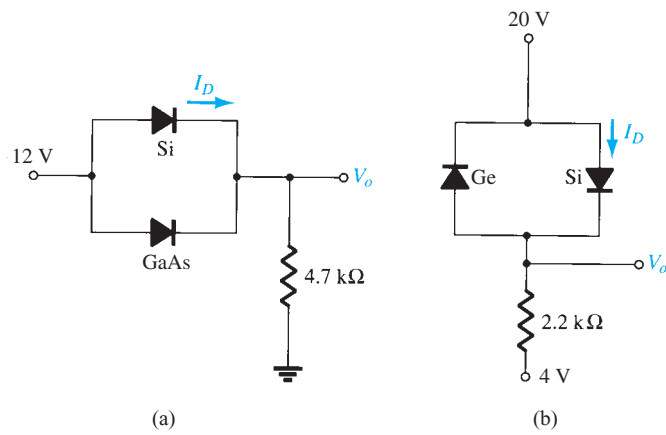 I_D
Si
12 V
V_o
GaAs
4.7 kΩ
(a)
20 V
I_D
Ge
Si
V_o
2.2 kΩ
4 V
(b)